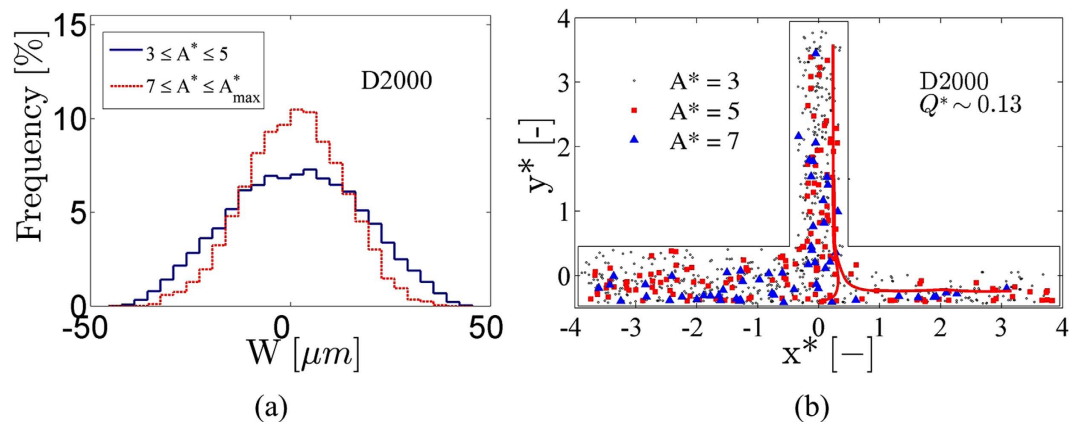 15
10
5
0
Frequency [%]
3 ≤ A* ≤ 5
7 ≤ A* ≤ A*max
D2000
-50
0
50
W [μm]
(a)
4
3
2
1
4
0
y* [-]
A* = 3
A* = 5
A* = 7
D2000
Q* ∼ 0.13
-4
-3
-2
-1
0
1
2
3
4
x* [−]
(b)